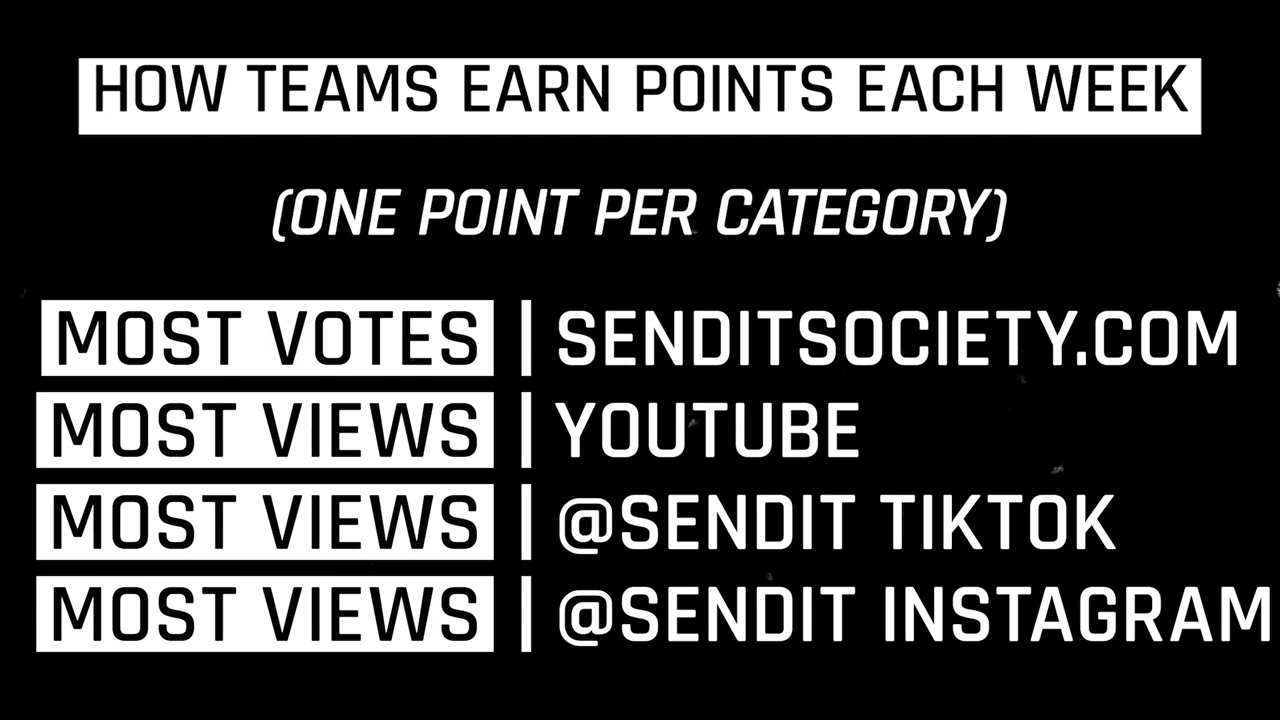 HOW TEAMS EARN POINTS EACH WEEK
(ONE POINT PER CATEGORY)
MOST VOTES | SENDITSOCIETY.COM
MOST VIEWS | YOUTUBE
MOST VIEWS | @SENDIT TIKTOK
MOST VIEWS | @SENDIT INSTAGRAM